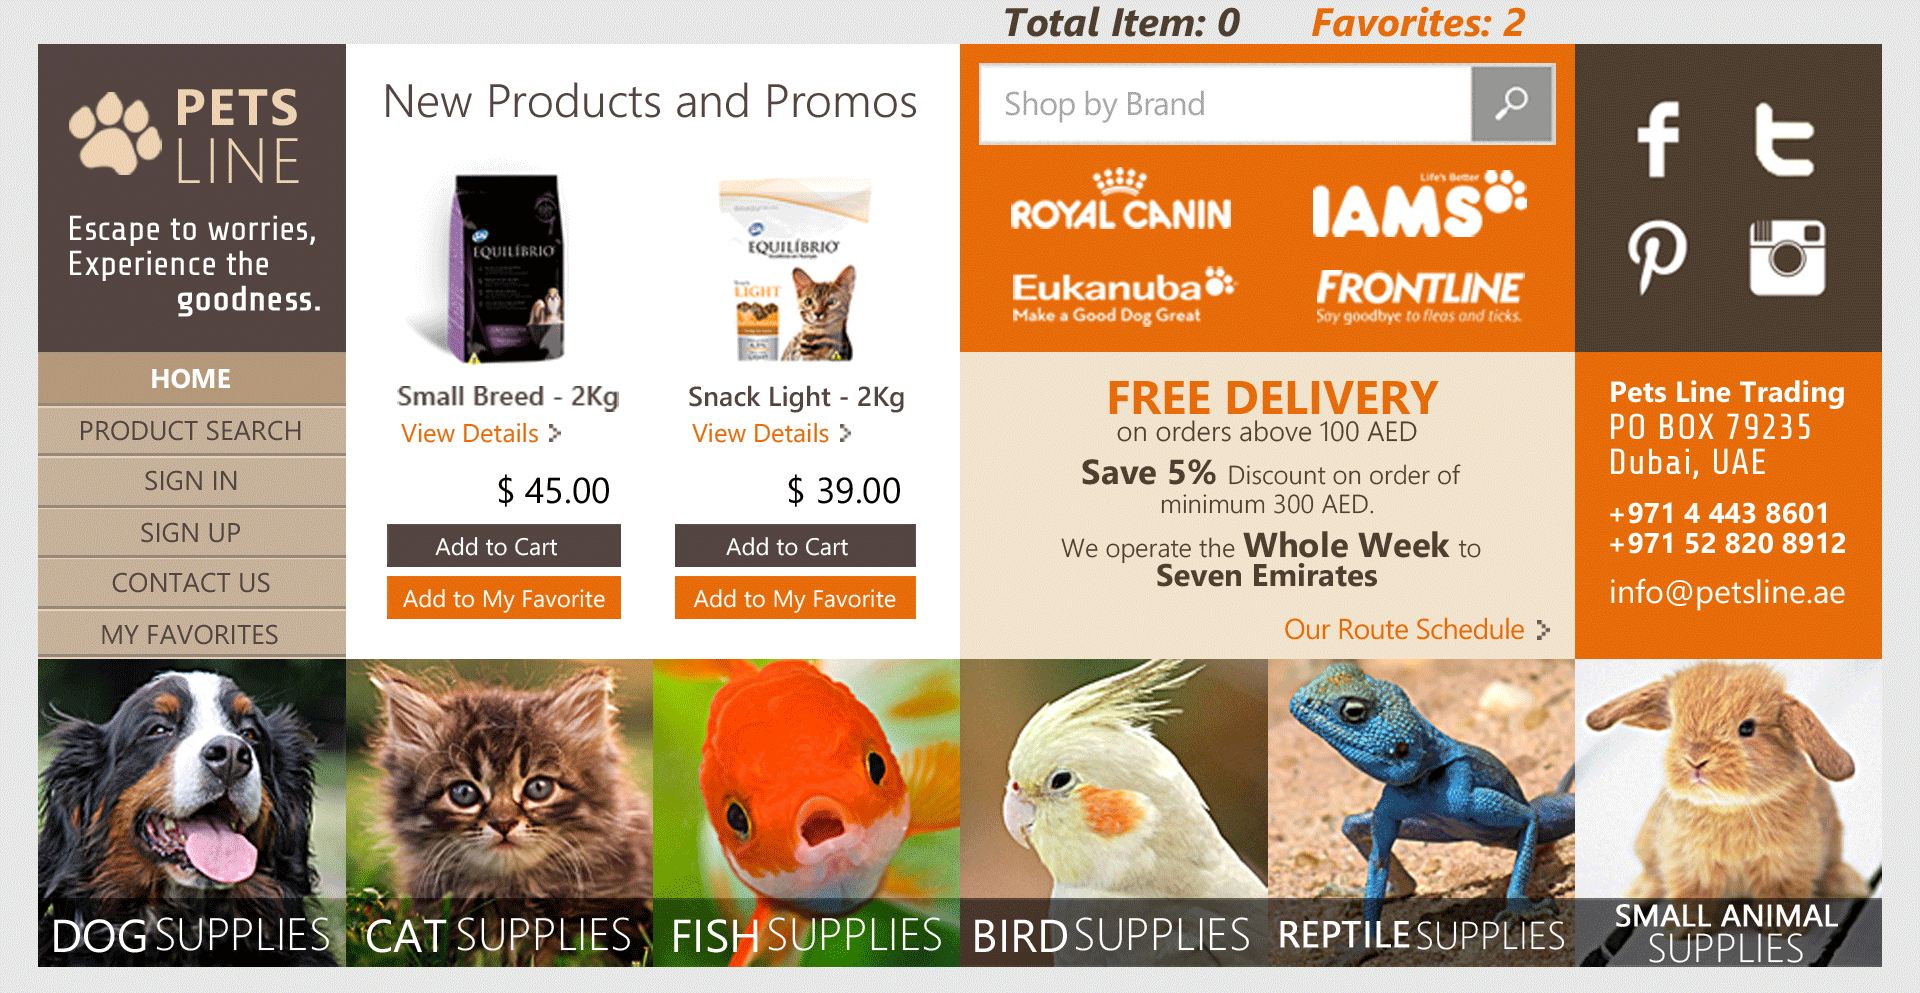 Total Item: 0
Favorites: 2
PETS
LINE
Escape to worries,
Experience the
goodness.
HOME
PRODUCT SEARCH
SIGN IN
SIGN UP
CONTACT US
MY FAVORITES
New Products and Promos
EQUILÍBRIO
Small Breed - 2Kg
View Details
$ 45.00
Add to Cart
Add to My Favorite
EQUILÍBRIO
LIGHT
Snack Light - 2Kg
View Details
$ 39.00
Add to Cart
Add to My Favorite
Shop by Brand
ROYAL CANIN
Life's Better
IAMS
Eukanuba
Make a Good Dog Great
FRONTLINE
Say goodbye to fleas and ticks.
FREE DELIVERY
on orders above 100 AED
Save 5% Discount on order of
minimum 300 AED.
We operate the Whole Week to
Seven Emirates
Our Route Schedule
Pets Line Trading
PO BOX 79235
Dubai, UAE
+971 4 443 8601
+971 52 820 8912
info@petsline.ae
DOG SUPPLIES
CAT SUPPLIES
FISH SUPPLIES
BIRD SUPPLIES
REPTILE SUPPLIES
SMALL ANIMAL
SUPPLIES